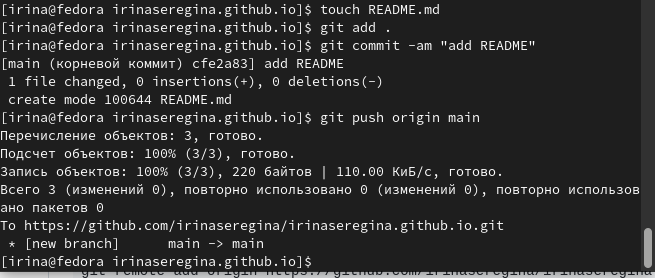 [irina@fedora irinaseregina.github.io]$ touch README.md
[irina@fedora irinaseregina.github.io]$ git add .
[irina@fedora irinaseregina.github.io]$ git commit -am "add README"
[main (корневой коммит) cfe2a83] add README
 1 file changed, 0 insertions(+), 0 deletions(-)
 create mode 100644 README.md
[irina@fedora irinaseregina.github.io]$ git push origin main
Перечисление объектов: 3, готово.
Подсчет объектов: 100% (3/3), готово.
Запись объектов: 100% (3/3), 220 байтов | 110.00 КиБ/с, готово.
Всего 3 (изменений 0), повторно использовано 0 (изменений 0), повторно использов
ано пакетов 0
To https://github.com/irinaseregina/irinaseregina.github.io.git
 * [new branch]      main -> main
[irina@fedora irinaseregina.github.io]$
git remote add origin https://github.com/irinaseregina/irinaseregina